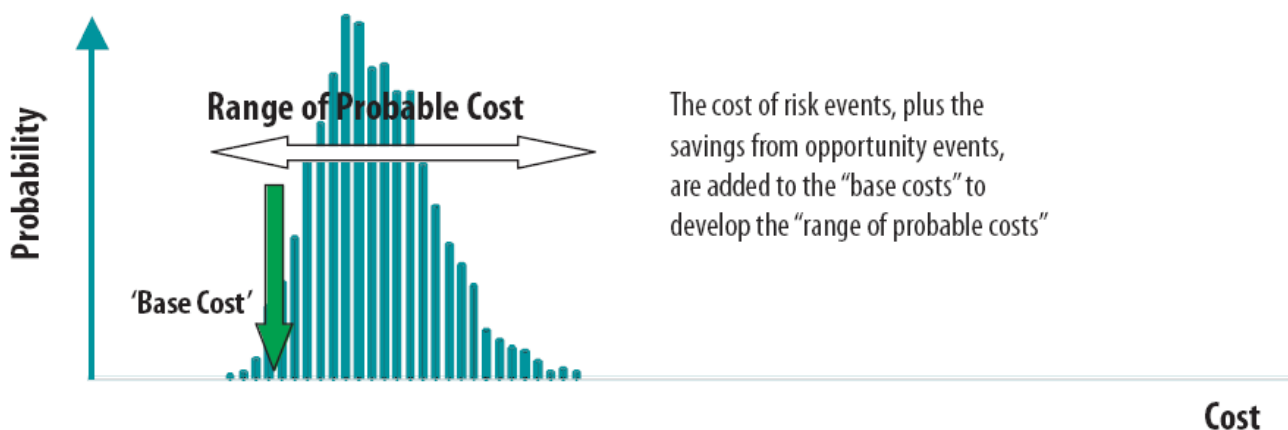 Probability
Range of Probable Cost
‘Base Cost’
The cost of risk events, plus the
savings from opportunity events,
are added to the “base costs” to
develop the “range of probable costs”
Cost